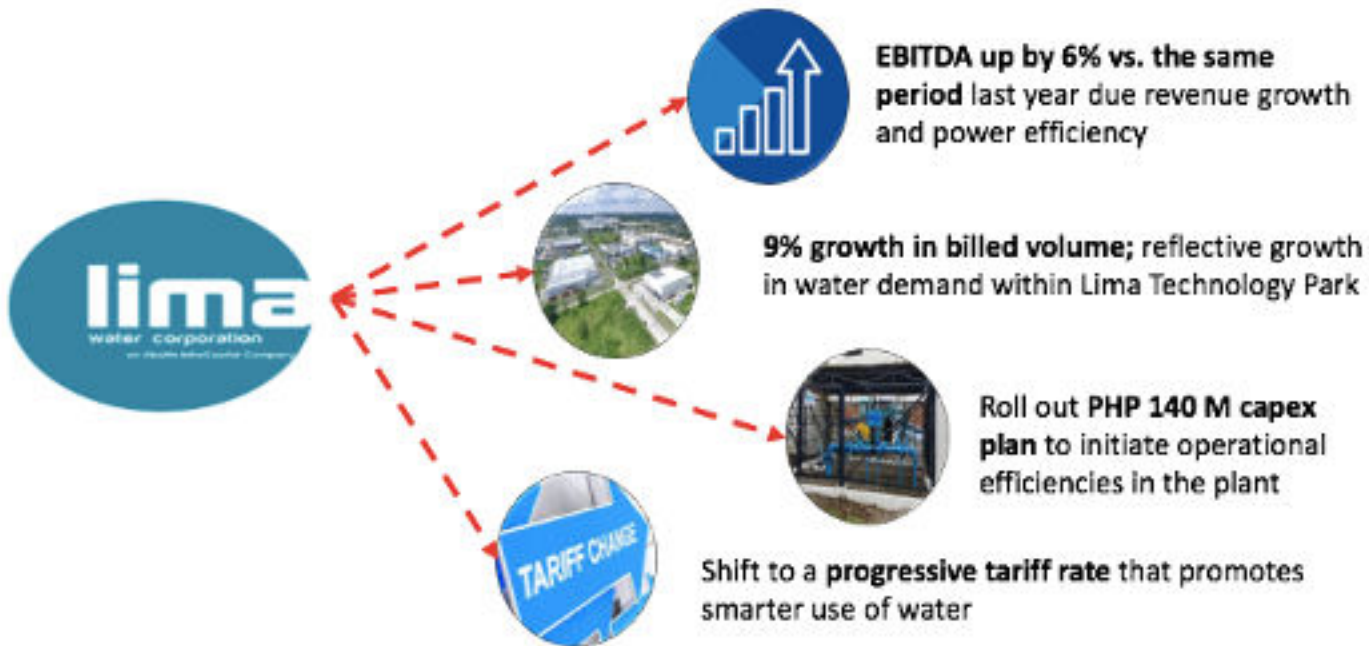 EBITDA up by 6% vs. the same
period last year due revenue growth
and power efficiency
lima
water corporation
9% growth in billed volume; reflective growth
in water demand within Lima Technology Park
Roll out PHP 140 M capex
plan to initiate operational
efficiencies in the plant
TARIFF CHANGE
Shift to a progressive tariff rate that promotes
smarter use of water